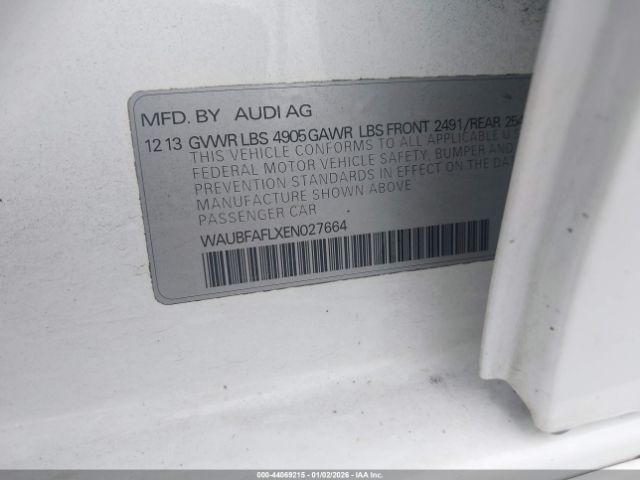 MFD. BY AUDI AG
12 13 GVWR LBS 4905 GAWR LBS FRONT 2491/REAR 254
THIS VEHICLE CONFORMS TO ALL APPLICABLE U.S
FEDERAL MOTOR VEHICLE SAFETY, BUMPER AND
PREVENTION STANDARDS IN EFFECT ON THE DA
MANUFACTURE SHOWN ABOVE
PASSENGER CAR
WAUBFAFLXEN027664
000-44069215 - 01/02/2026 - IAA Inc.